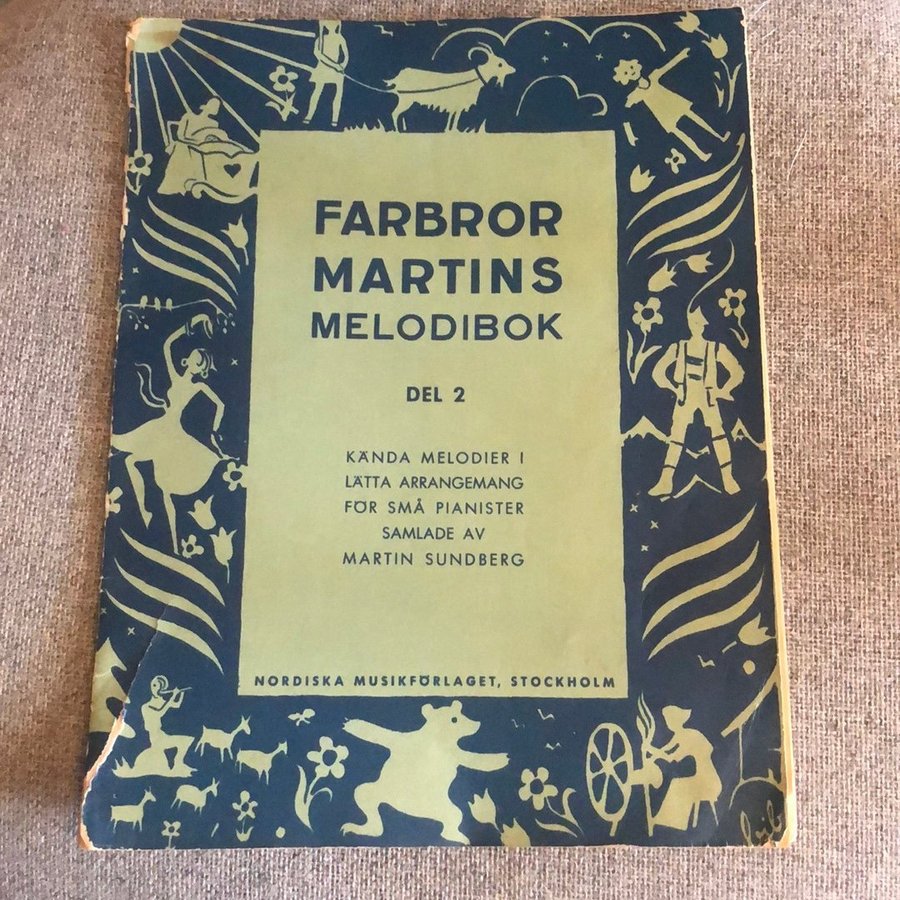 FARBROR
MARTINS
MELODIBOK
DEL 2
KÄNDA MELODIER I
LÄTTA ARRANGEMANG
FÖR SMÅ PIANISTER
SAMLADE AV
MARTIN SUNDBERG
NORDISKA MUSIKFÖRLAGET, STOCKHOLM